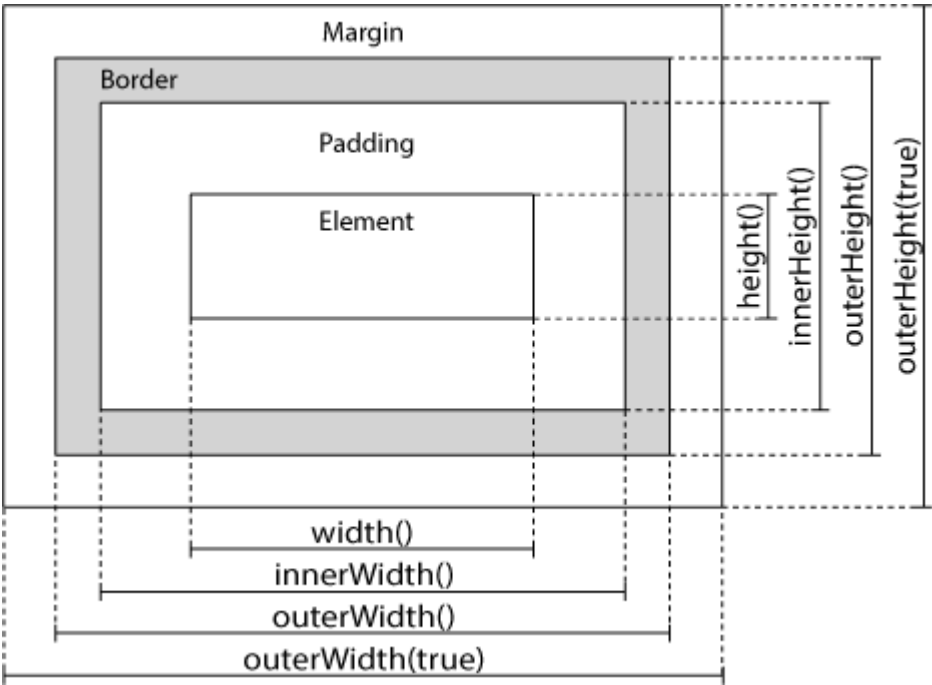 Margin
Border
Padding
Element
height()
innerHeight()
outerHeight()
outerHeight(true)
width()
innerWidth()
outerWidth()
outerWidth(true)